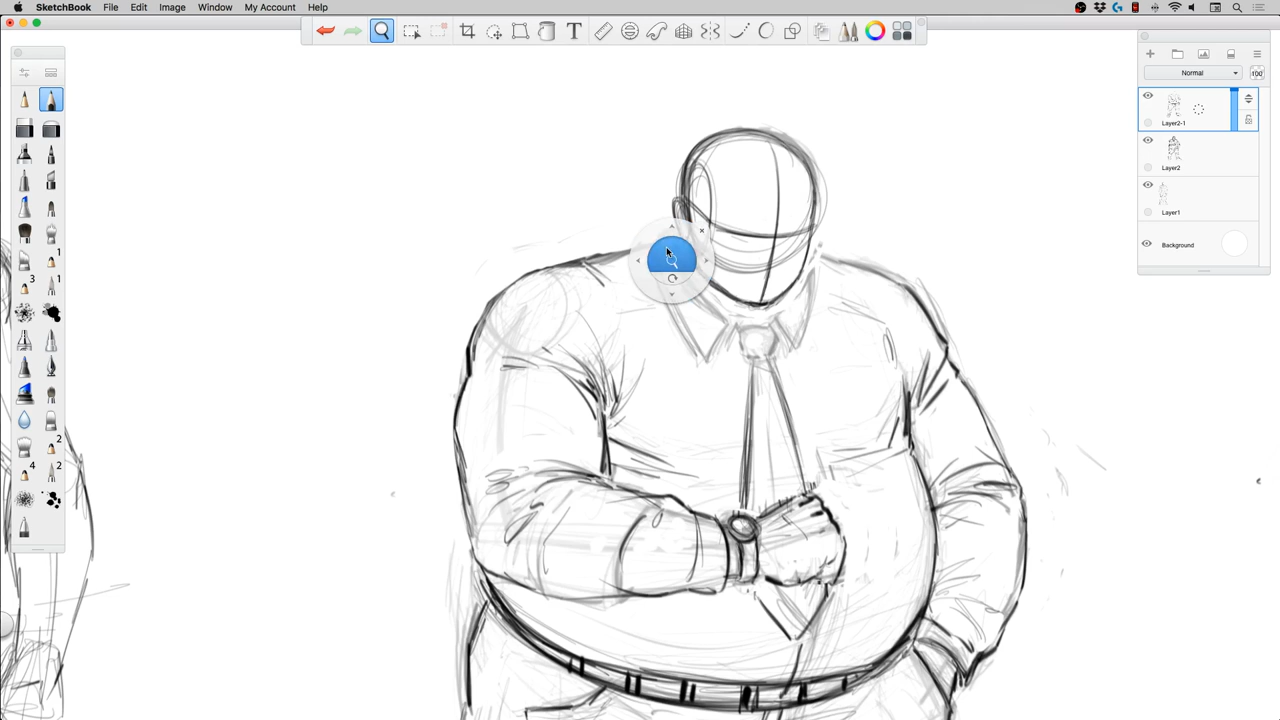 SketchBook File Edit Image Window My Account Help
T
Normal
100
Layer2-1
Layer2
Layer1
Background
1
3 1
2
4 2